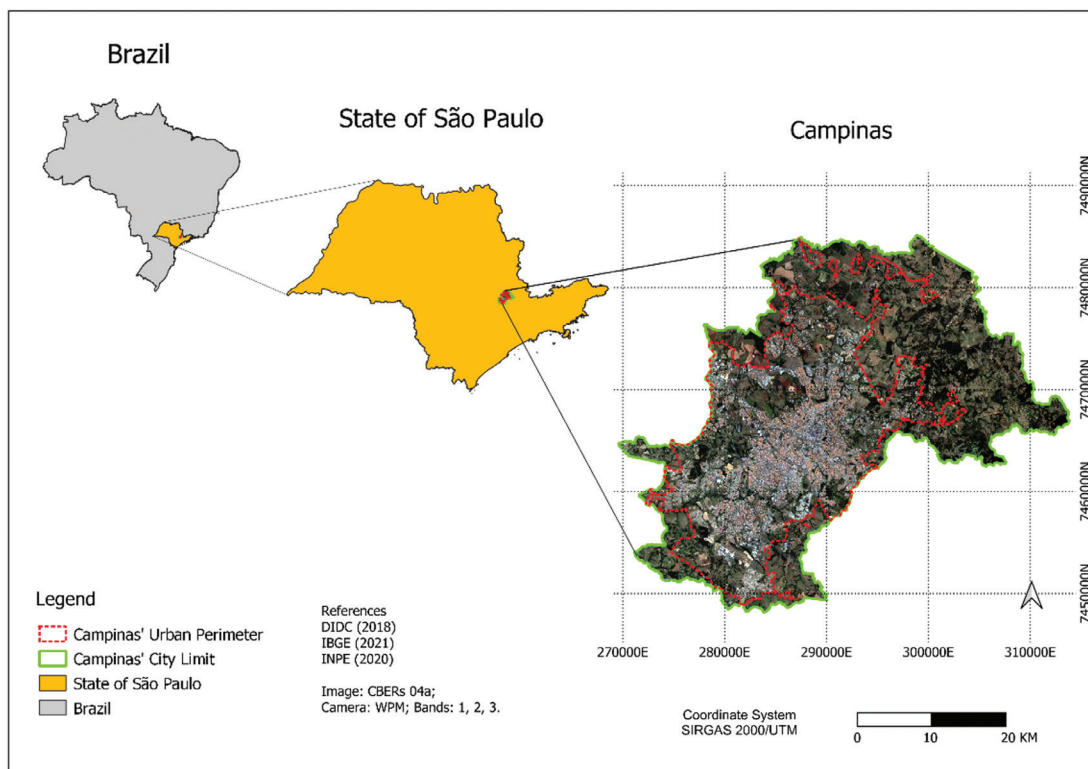 Brazil
State of São Paulo
Campinas
7490000N
7480000N
7470000N
7460000N
7450000N
270000E 280000E 290000E 300000E 310000E
Legend
Campinas' Urban Perimeter
Campinas' City Limit
State of São Paulo
Brazil
References
DIDC (2018)
IBGE (2021)
INPE (2020)
Image: CBERs 04a;
Camera: WPM; Bands: 1, 2, 3.
Coordinate System
SIRGAS 2000/UTM
0 10 20 KM